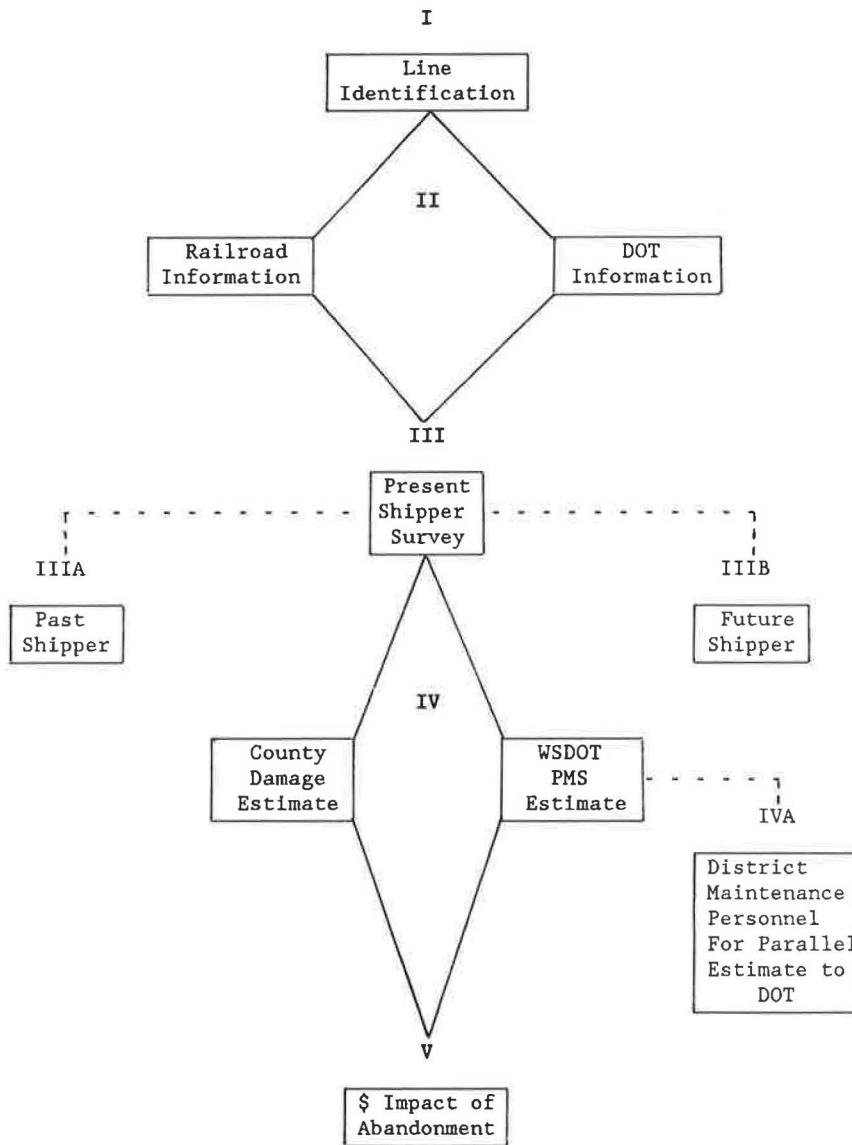 I
Line
Identification
II
Railroad
Information
DOT
Information
III
Present
Shipper
Survey
IIIA
Past
Shipper
IIIB
Future
Shipper
IV
County
Damage
Estimate
WSDOT
PMS
Estimate
IVA
District
Maintenance
Personnel
For Parallel
Estimate to
DOT
V
$ Impact of
Abandonment